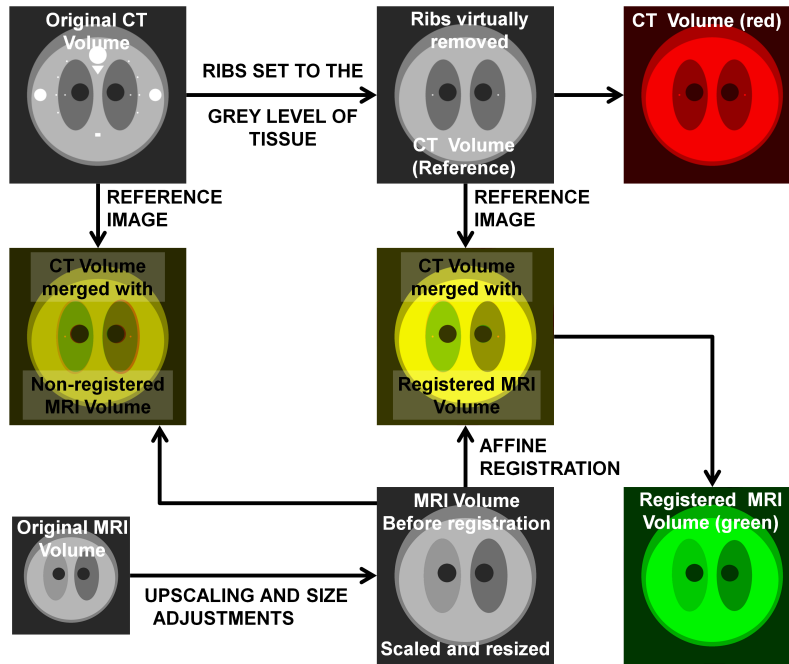 Original CT
Volume
RIBS SET TO THE
GREY LEVEL OF
TISSUE
Ribs virtually
removed
CT Volume
(Reference)
CT Volume (red)
REFERENCE
IMAGE
REFERENCE
IMAGE
CT Volume
merged with
Non-registered
MRI Volume
CT Volume
merged with
Registered MRI
Volume
AFFINE
REGISTRATION
Original MRI
Volume
UPSCALING AND SIZE
ADJUSTMENTS
MRI Volume
Before registration
Scaled and resized
Registered MRI
Volume (green)